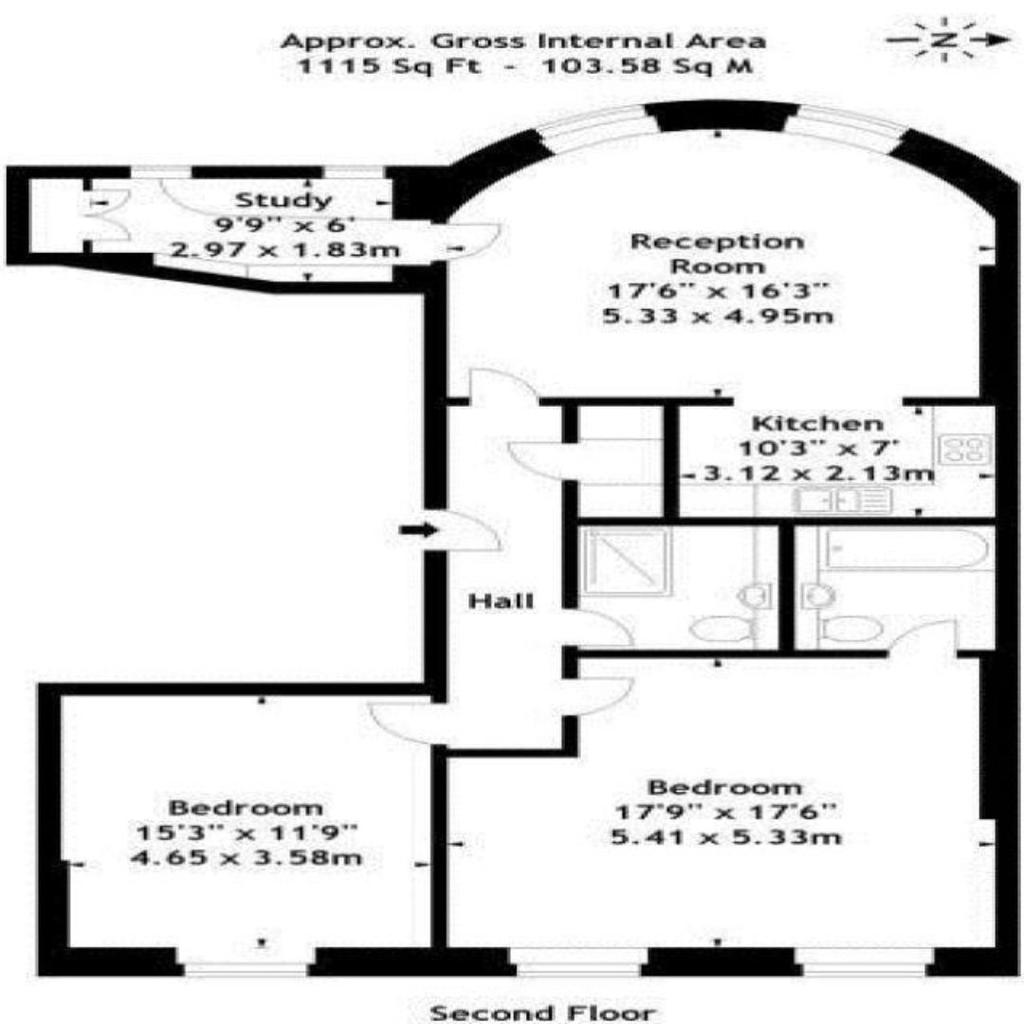 Approx. Gross Internal Area
1115 Sq Ft - 103.58 Sq M
N
Study
9'9" x 6'
2.97 x 1.83m
Reception
Room
17'6" x 16'3"
5.33 x 4.95m
Kitchen
10'3" x 7'
3.12 x 2.13m
Hall
Bedroom
15'3" x 11'9"
4.65 x 3.58m
Bedroom
17'9" x 17'6"
5.41 x 5.33m
Second Floor